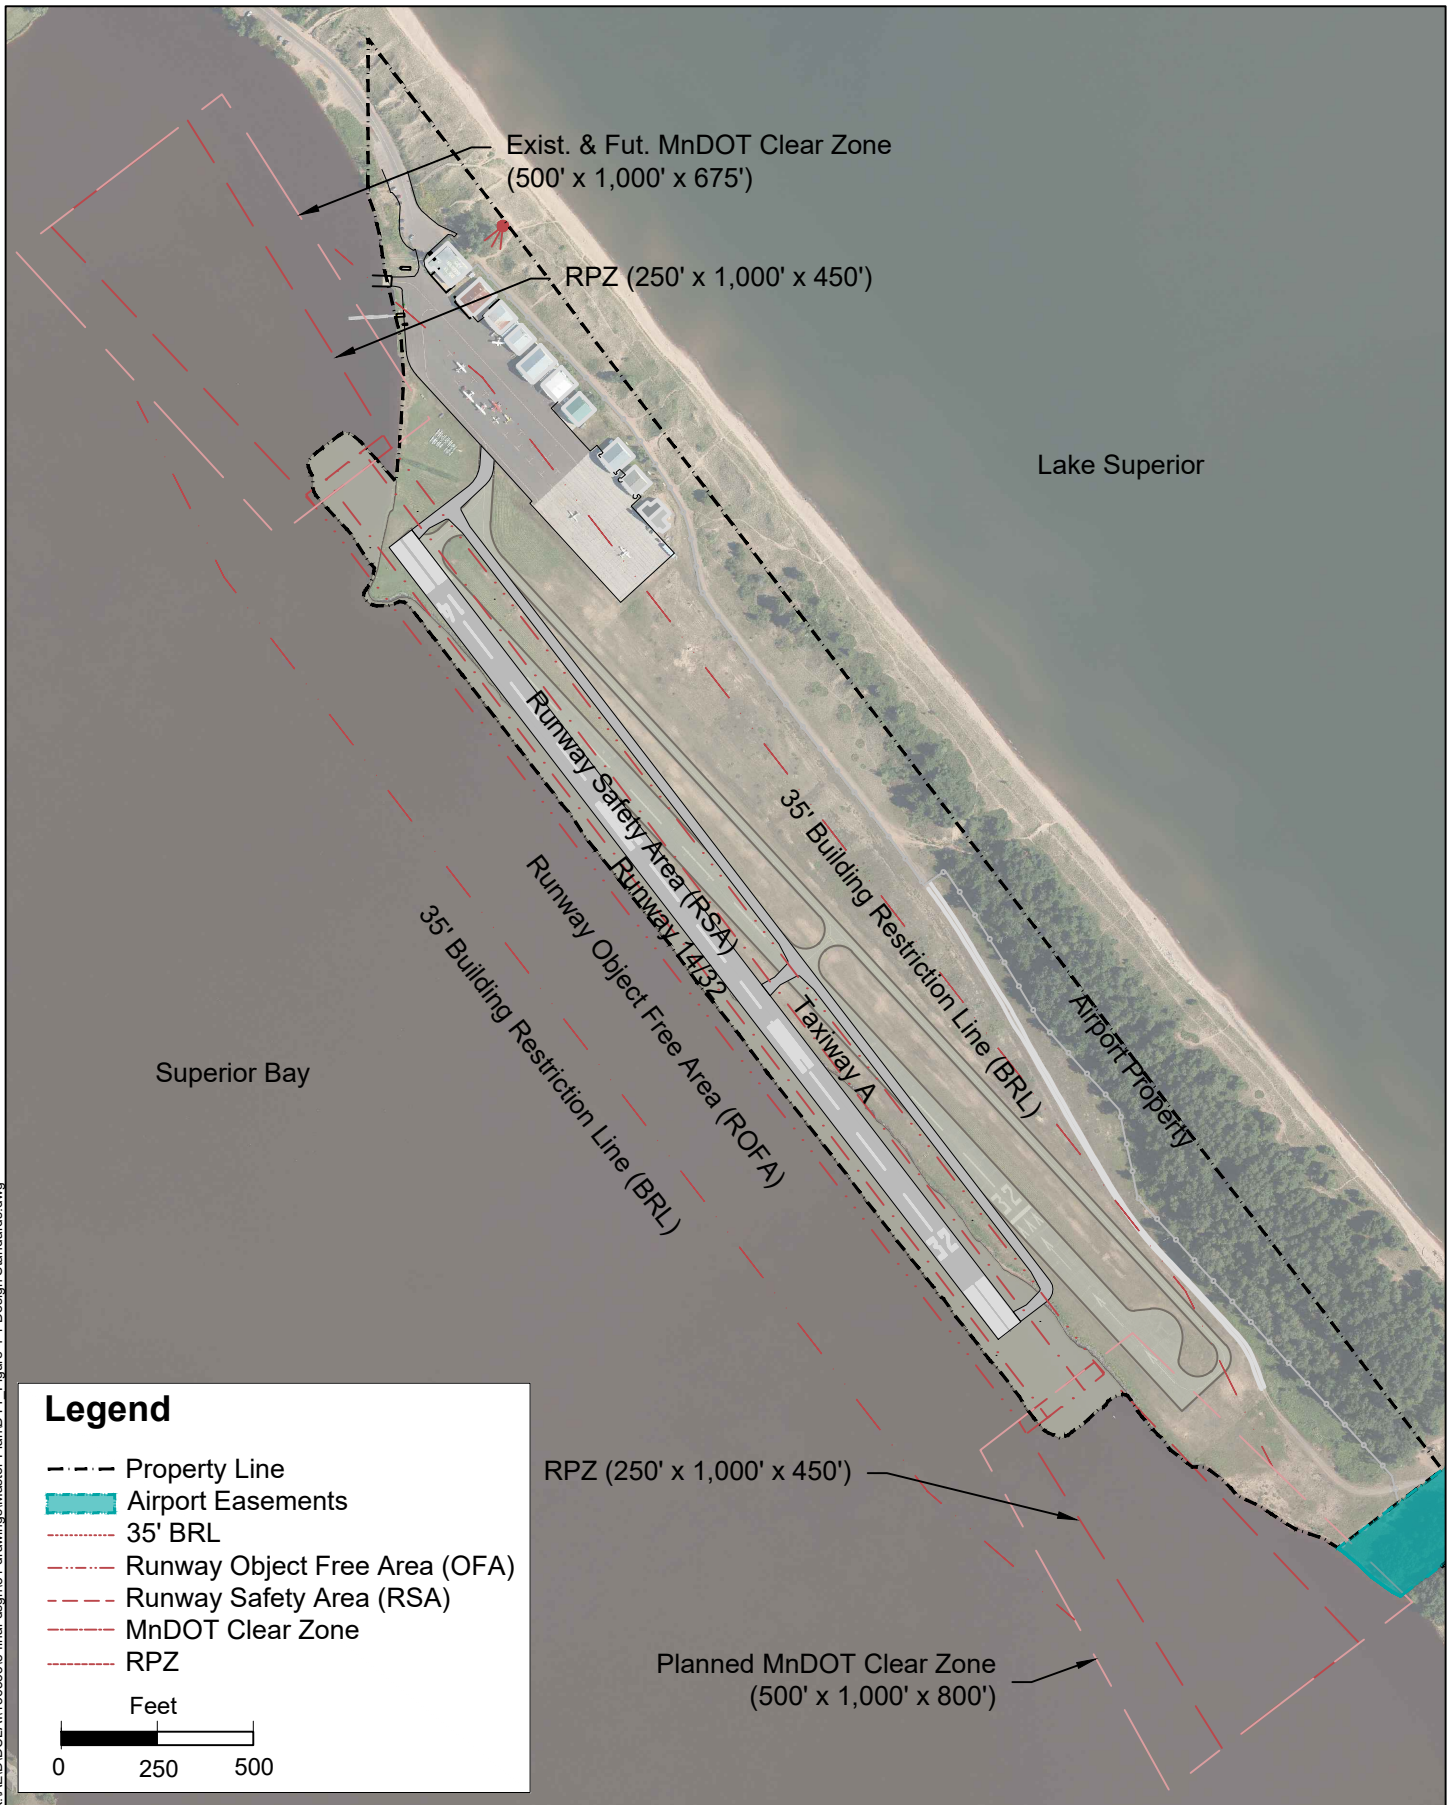 Exist. & Fut. MnDOT Clear Zone
(500' x 1,000' x 675')
RPZ (250' x 1,000' x 450')
Lake Superior
Runway Safety Area (RSA)
Runway 14/32
35' Building Restriction Line (BRL)
Runway Object Free Area (ROFA)
35' Building Restriction Line (BRL)
Taxiway A
Airport Property
Superior Bay
32
32
RPZ (250' x 1,000' x 450')
Planned MnDOT Clear Zone
(500' x 1,000' x 800')
Legend
Property Line
Airport Easements
35' BRL
Runway Object Free Area (OFA)
Runway Safety Area (RSA)
MnDOT Clear Zone
RPZ
Feet
0 250 500